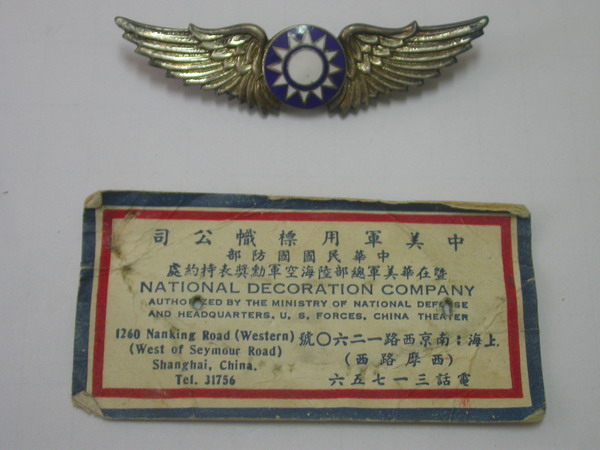 中美軍用標幟公司
中華民國國防部
暨在華美軍總部陸海空軍勳獎表持約處
NATIONAL DECORATION COMPANY
AUTHORIZED BY THE MINISTRY OF NATIONAL DEFENSE
AND HEADQUARTERS, U. S. FORCES, CHINA THEATER
1260 Nanking Road (Western)
(West of Seymour Road)
Shanghai, China.
Tel. 31756
上海：南京西路一二六〇號
(西摩路西)
電話三一七五六